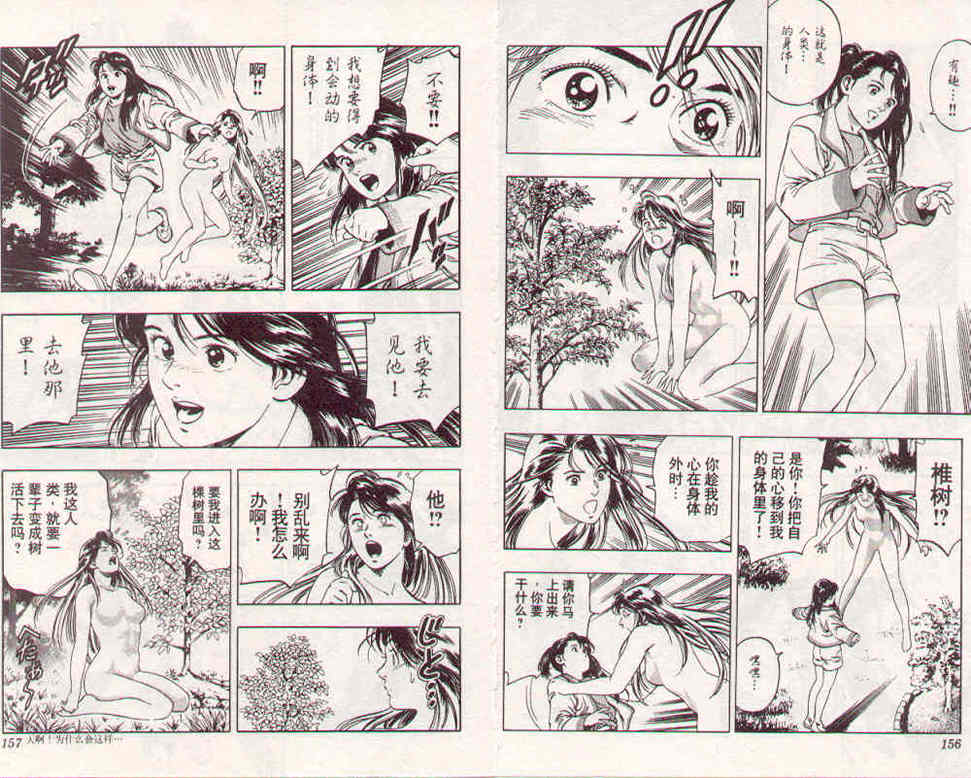 有趣…!!
这就是
人类…
的身体！
啊～～!!
椎树!?
是你！你把自
己的心移到我
的身体里了！
嘿嘿…
你趁我的
心在身体
外时…
请你马
上出来
，你要
干什么?
156
不要!!
我想要得
到会动的
身体！
啊!!
我要去
见他！
去他那
里！
他!?
别乱来啊
！我怎么
办啊！
じと…
要我进入这
棵树里吗?
我这人
类，就要一
辈子变成树
活下去吗?
人啊！为什么会这样…
157